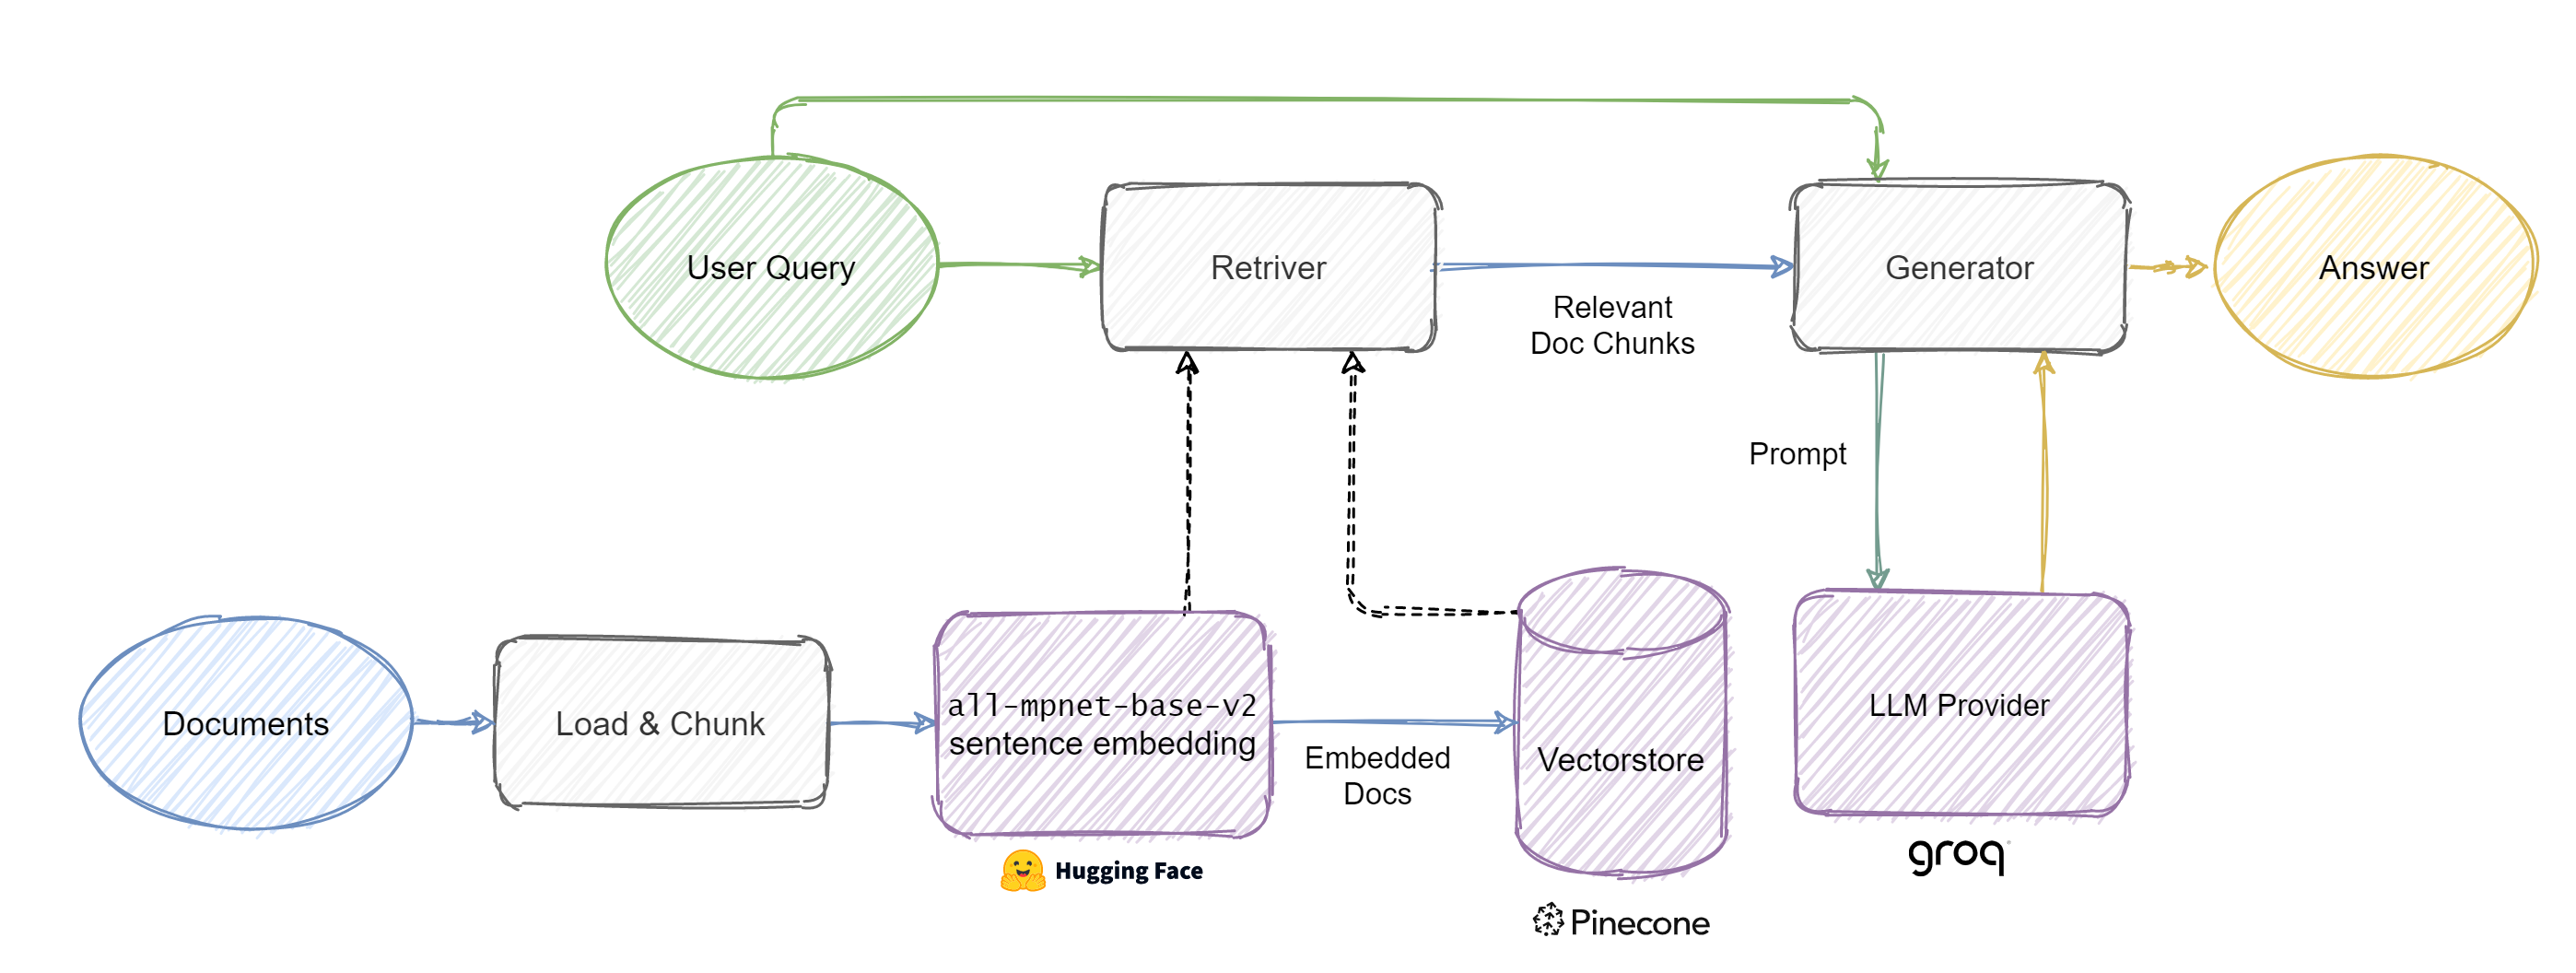 User Query
Retriver
Relevant
Doc Chunks
Generator
Answer
Prompt
Documents
Load & Chunk
all-mpnet-base-v2
sentence embedding
Hugging Face
Embedded
Docs
Vectorstore
Pinecone
LLM Provider
groq